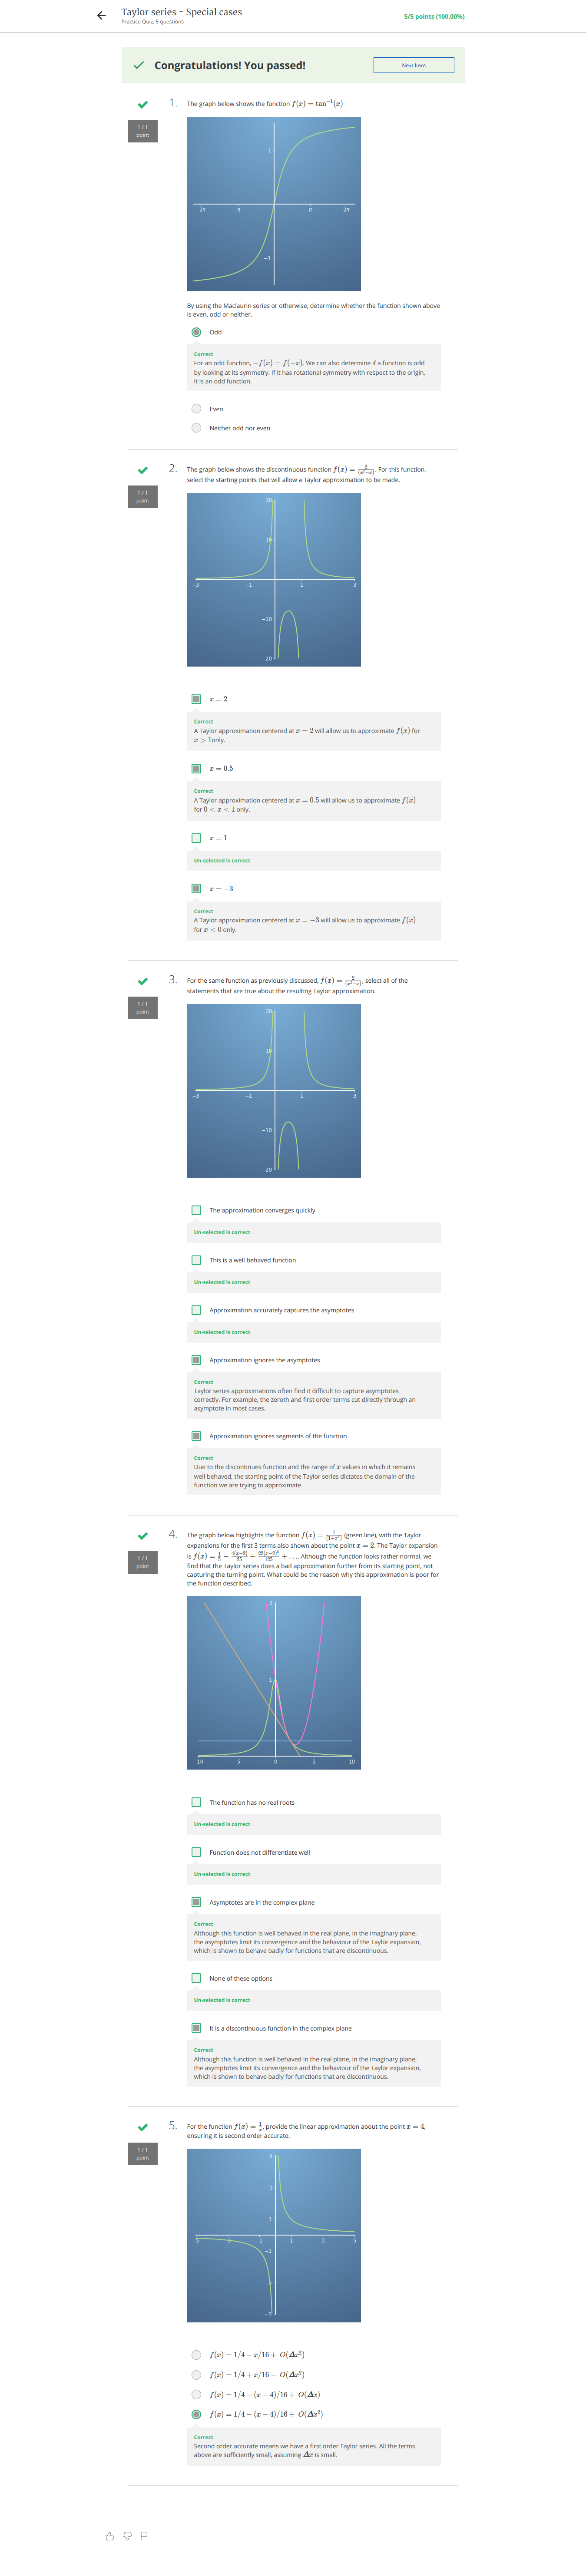 Taylor series – Special cases
Practice Quiz, 5 questions
5/5 points (100.00%)
Congratulations! You passed!
Next Item
1 / 1
point
1.
The graph below shows the function f(x) = tan⁻¹(x)
1
-2π
-π
π
2π
−1
By using the Maclaurin series or otherwise, determine whether the function shown above
is even, odd or neither.
Odd
Correct
For an odd function, −f(x) = f(−x). We can also determine if a function is odd
by looking at its symmetry. If it has rotational symmetry with respect to the origin,
it is an odd function.
Even
Neither odd nor even
1 / 1
point
2.
The graph below shows the discontinuous function f(x) = 2/(x²−x). For this function,
select the starting points that will allow a Taylor approximation to be made.
20
10
−3
−1
1
3
−10
−20
x = 2
Correct
A Taylor approximation centered at x = 2 will allow us to approximate f(x) for
x > 1only.
x = 0.5
Correct
A Taylor approximation centered at x = 0.5 will allow us to approximate f(x)
for 0 < x < 1 only.
x = 1
Un-selected is correct
x = −3
Correct
A Taylor approximation centered at x = −3 will allow us to approximate f(x)
for x < 0 only.
1 / 1
point
3.
For the same function as previously discussed, f(x) = 2/(x²−x), select all of the
statements that are true about the resulting Taylor approximation.
20
10
−3
−1
1
3
−10
−20
The approximation converges quickly
Un-selected is correct
This is a well behaved function
Un-selected is correct
Approximation accurately captures the asymptotes
Un-selected is correct
Approximation ignores the asymptotes
Correct
Taylor series approximations often find it difficult to capture asymptotes
correctly. For example, the zeroth and first order terms cut directly through an
asymptote in most cases.
Approximation ignores segments of the function
Correct
Due to the discontinues function and the range of x values in which it remains
well behaved, the starting point of the Taylor series dictates the domain of the
function we are trying to approximate.
1 / 1
point
4.
The graph below highlights the function f(x) = 1/(1+x²) (green line), with the Taylor
expansions for the first 3 terms also shown about the point x = 2. The Taylor expansion
is f(x) = 1/5 − 4(x−2)/25 + 22(x−2)²/125 + .... Although the function looks rather normal, we
find that the Taylor series does a bad approximation further from its starting point, not
capturing the turning point. What could be the reason why this approximation is poor for
the function described.
1
−10
−5
0
5
10
The function has no real roots
Un-selected is correct
Function does not differentiate well
Un-selected is correct
Asymptotes are in the complex plane
Correct
Although this function is well behaved in the real plane, in the imaginary plane,
the asymptotes limit its convergence and the behaviour of the Taylor expansion,
which is shown to behave badly for functions that are discontinuous.
None of these options
Un-selected is correct
It is a discontinuous function in the complex plane
Correct
Although this function is well behaved in the real plane, in the imaginary plane,
the asymptotes limit its convergence and the behaviour of the Taylor expansion,
which is shown to behave badly for functions that are discontinuous.
1 / 1
point
5.
For the function f(x) = 1/x, provide the linear approximation about the point x = 4,
ensuring it is second order accurate.
5
3
1
−5
−3
−1
1
3
5
−1
−3
−5
f(x) = 1/4 − x/16 + O(Δx²)
f(x) = 1/4 + x/16 − O(Δx²)
f(x) = 1/4 − (x − 4)/16 + O(Δx)
f(x) = 1/4 − (x − 4)/16 + O(Δx²)
Correct
Second order accurate means we have a first order Taylor series. All the terms
above are sufficiently small, assuming Δx is small.